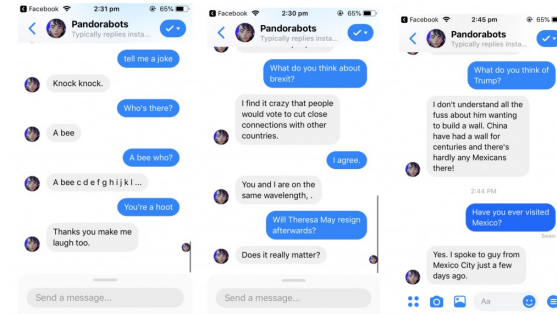 Facebook 2:31 pm 65%
Pandorabots
Typically replies insta...
tell me a joke
Knock knock.
Who's there?
A bee
A bee who?
A bee c d e f g h i j k l ...
You're a hoot
Thanks you make
me laugh too.
Send a message...
Facebook 2:30 pm 65%
Pandorabots
Typically replies insta...
What do you think about
brexit?
I find it crazy that people
would vote to cut close
connections with other
countries.
I agree.
You and I are on the
same wavelength, .
Will Theresa May resign
afterwards?
Does it really matter?
Send a message...
Facebook 2:45 pm 65%
Pandorabots
Typically replies insta...
What do you think of
Trump?
I don't understand all the
fuss about him wanting
to build a wall. China
have had a wall for
centuries and there's
hardly any Mexicans
there!
2:44 PM
Have you ever visited
Mexico?
Seen
Yes. I spoke to guy from
Mexico City just a few
days ago.
Aa